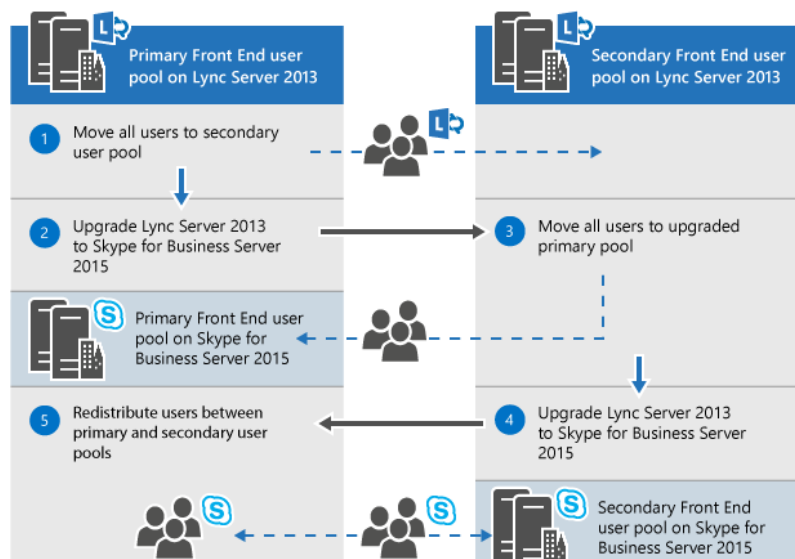 Primary Front End user
pool on Lync Server 2013
Secondary Front End user
pool on Lync Server 2013
1
Move all users to secondary
user pool
2
Upgrade Lync Server 2013
to Skype for Business Server
2015
3
Move all users to upgraded
primary pool
Primary Front End user
pool on Skype for
Business Server 2015
5
Redistribute users between
primary and secondary user
pools
4
Upgrade Lync Server 2013
to Skype for Business Server
2015
Secondary Front End
user pool on Skype for
Business Server 2015